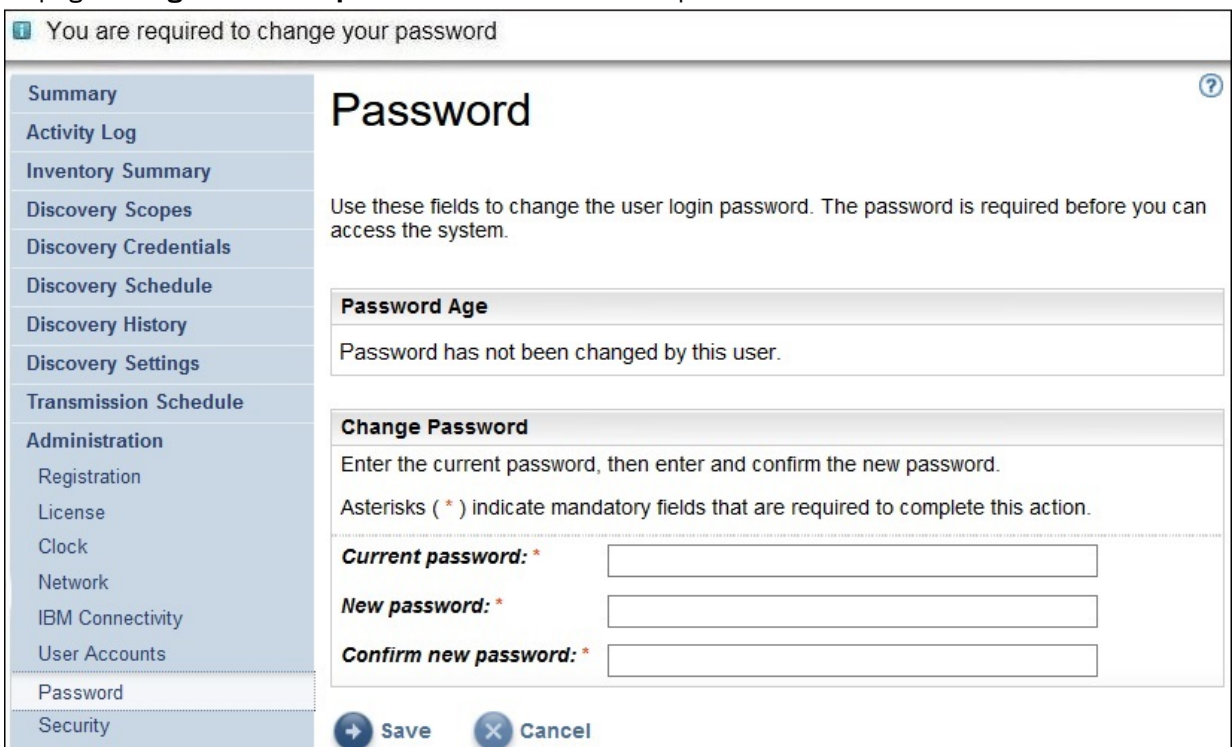 You are required to change your password
Summary
Activity Log
Inventory Summary
Discovery Scopes
Discovery Credentials
Discovery Schedule
Discovery History
Discovery Settings
Transmission Schedule
Administration
Registration
License
Clock
Network
IBM Connectivity
User Accounts
Password
Security
?
Password
Use these fields to change the user login password. The password is required before you can
access the system.
Password Age
Password has not been changed by this user.
Change Password
Enter the current password, then enter and confirm the new password.
Asterisks ( * ) indicate mandatory fields that are required to complete this action.
Current password: *
New password: *
Confirm new password: *
Save Cancel